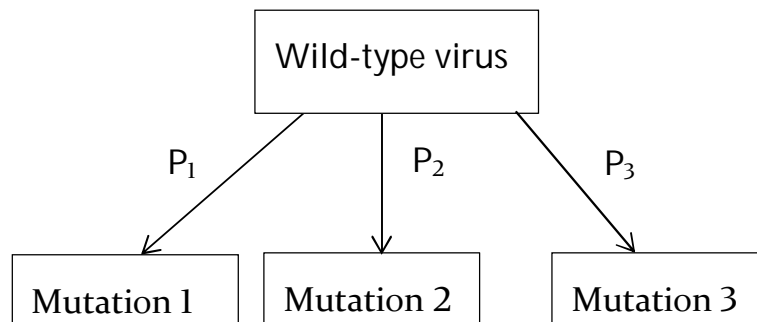 Wild-type virus
P₁
P₂
P₃
Mutation 1
Mutation 2
Mutation 3